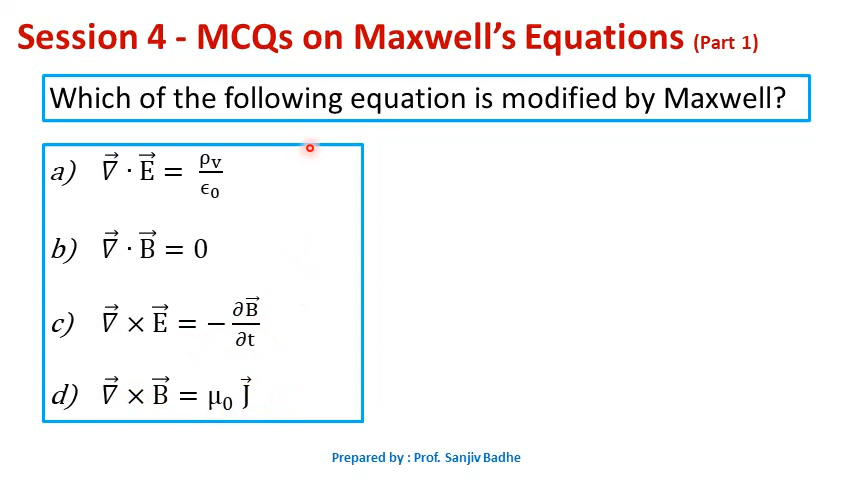 Session 4 - MCQs on Maxwell's Equations (Part 1)
Which of the following equation is modified by Maxwell?
a) ∇⃗ · E⃗ = ρᵥ/ϵ₀
b) ∇⃗ · B⃗ = 0
c) ∇⃗ × E⃗ = − ∂B⃗/∂t
d) ∇⃗ × B⃗ = μ₀ J⃗
Prepared by : Prof. Sanjiv Badhe